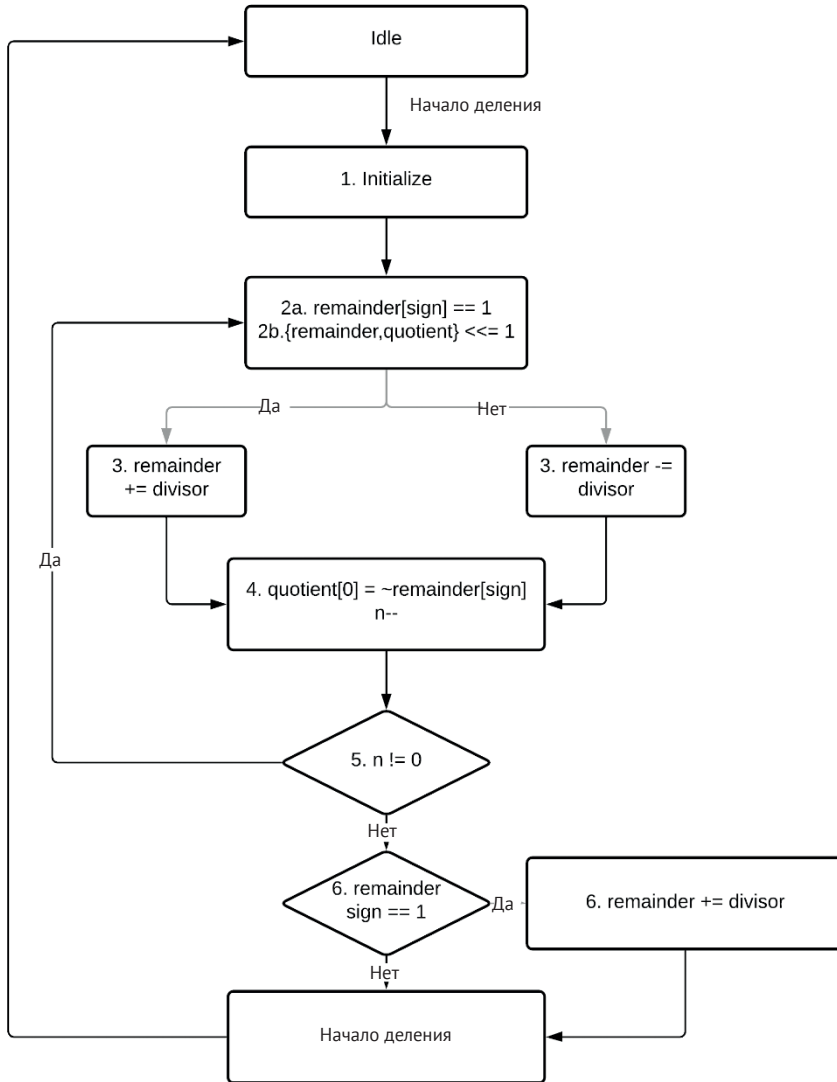 Idle
Начало деления
1. Initialize
2a. remainder[sign] == 1
2b.{remainder,quotient} <<= 1
Да
Нет
3. remainder
+= divisor
3. remainder -=
divisor
Да
4. quotient[0] = ~remainder[sign]
n--
5. n != 0
Нет
6. remainder
sign == 1
Да
6. remainder += divisor
Нет
Начало деления